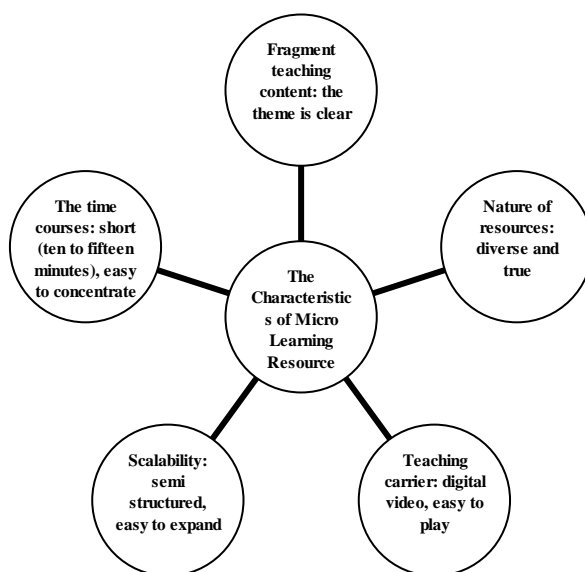 Fragment
teaching
content: the
theme is clear
The time
courses: short
(ten to fifteen
minutes), easy
to concentrate
Nature of
resources:
diverse and
true
The
Characteristic
s of Micro
Learning
Resource
Scalability:
semi
structured,
easy to expand
Teaching
carrier: digital
video, easy to
play